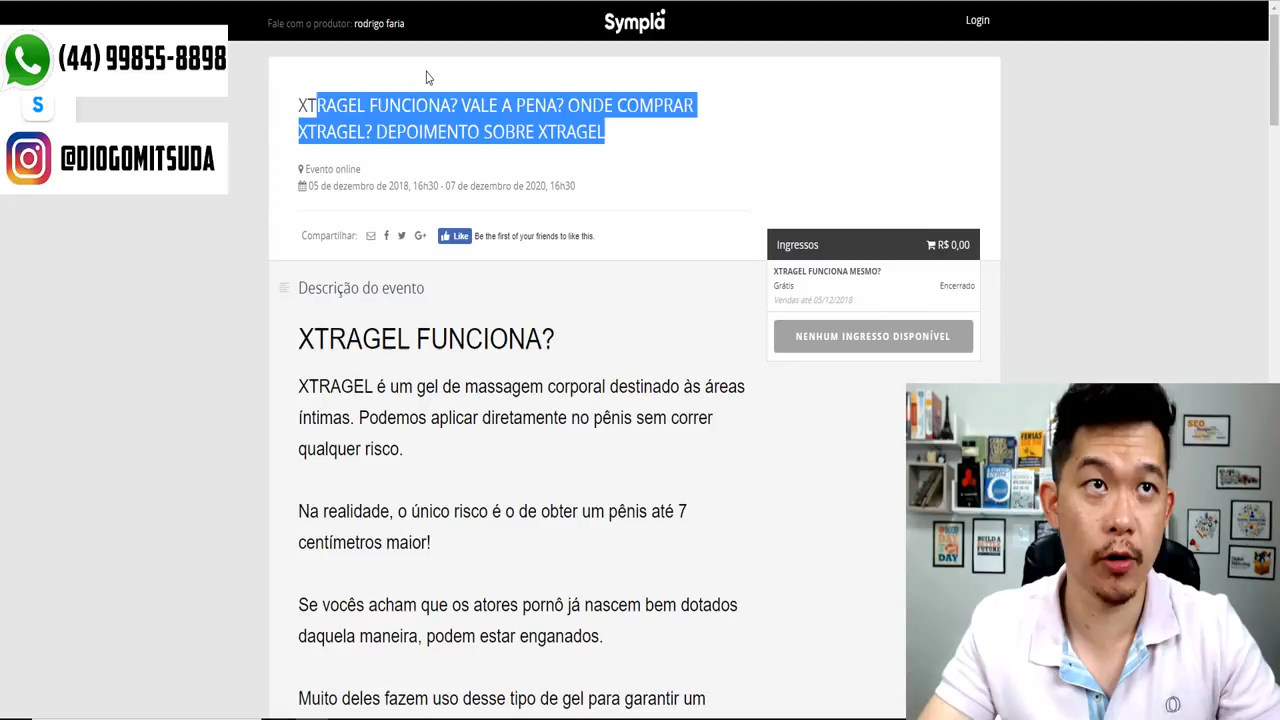 Fale com o produtor: rodrigo faria
Sympla
Login
(44) 99855-8898
S
@DIOGOMITSUDA
XTRAGEL FUNCIONA? VALE A PENA? ONDE COMPRAR
XTRAGEL? DEPOIMENTO SOBRE XTRAGEL
Evento online
05 de dezembro de 2018, 16h30 - 07 de dezembro de 2020, 16h30
Compartilhar: Like Be the first of your friends to like this.
Ingressos R$ 0,00
XTRAGEL FUNCIONA MESMO?
Grátis Encerrado
Vendas até 05/12/2018
NENHUM INGRESSO DISPONÍVEL
Descrição do evento
XTRAGEL FUNCIONA?
XTRAGEL é um gel de massagem corporal destinado às áreas
íntimas. Podemos aplicar diretamente no pênis sem correr
qualquer risco.
Na realidade, o único risco é o de obter um pênis até 7
centímetros maior!
Se vocês acham que os atores pornô já nascem bem dotados
daquela maneira, podem estar enganados.
Muito deles fazem uso desse tipo de gel para garantir um
FERIAS
SEO
GOOD
DAY
BUILD A
FUTURE